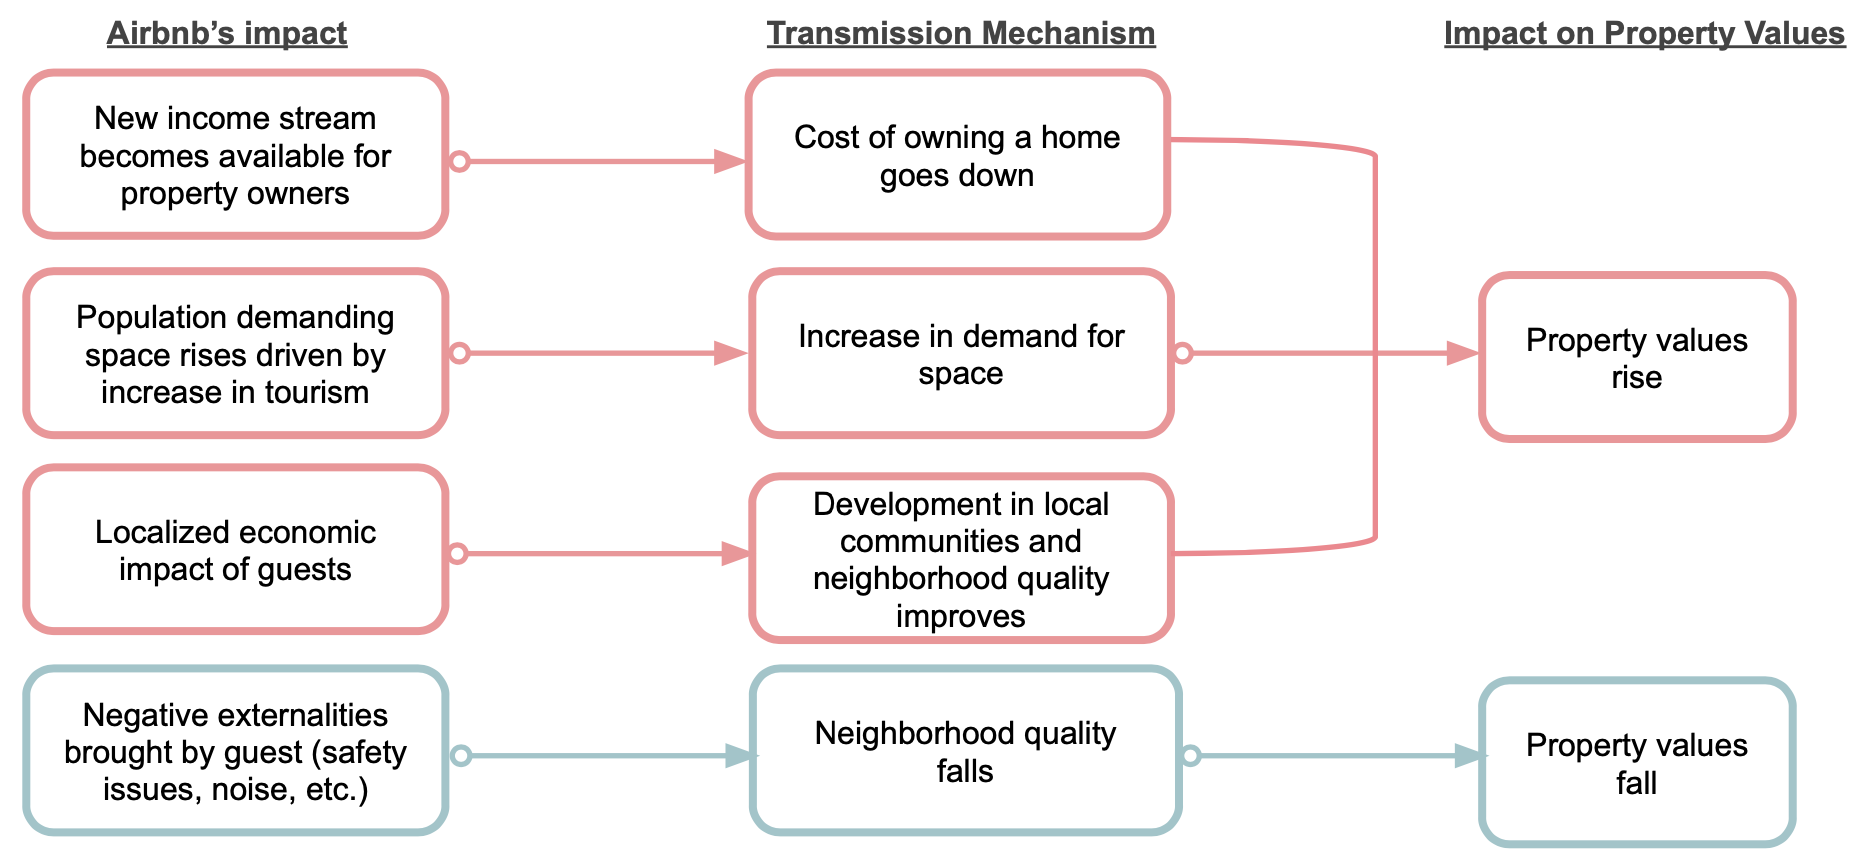 Airbnb’s impact
Transmission Mechanism
Impact on Property Values
New income stream
becomes available for
property owners
Cost of owning a home
goes down
Population demanding
space rises driven by
increase in tourism
Increase in demand for
space
Property values
rise
Localized economic
impact of guests
Development in local
communities and
neighborhood quality
improves
Negative externalities
brought by guest (safety
issues, noise, etc.)
Neighborhood quality
falls
Property values
fall